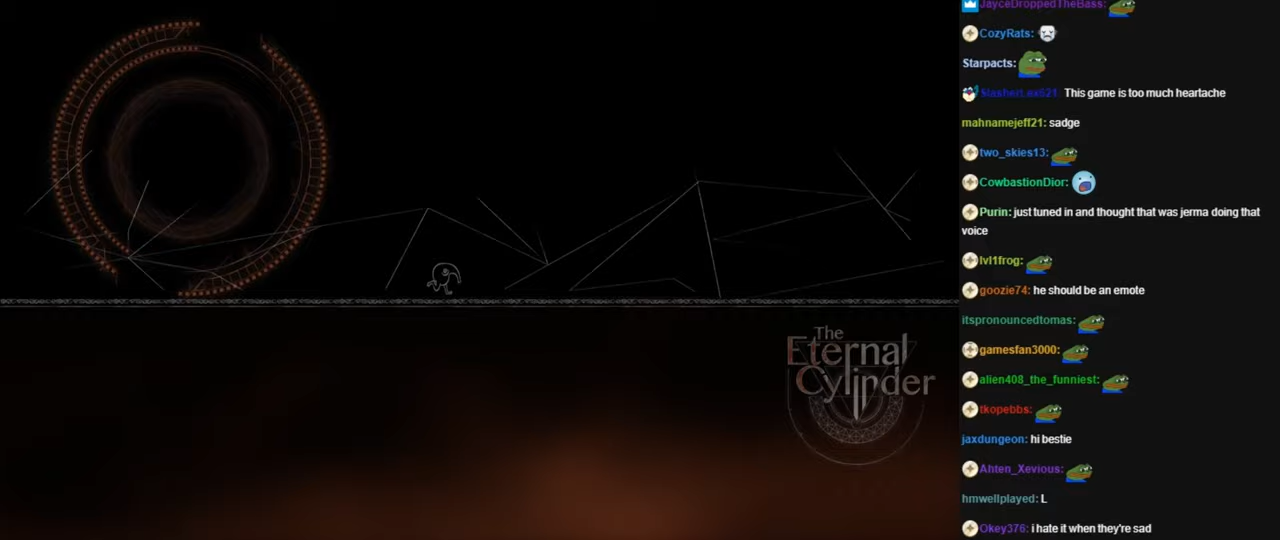 JayceDroppedTheBass:
CozyRats:
Starpacts:
This game is too much heartache
mahnamejeff21: sadge
two_skies13:
CowbastionDior:
Purin: just tuned in and thought that was jerma doing that
voice
lvl1frog:
goozie74: he should be an emote
itspronouncedtomas:
gamesfan3000:
alien408_the_funniest:
tkopebbs:
jaxdungeon: hi bestie
Ahten_Xevious:
hmwellplayed: L
Okey376: i hate it when they're sad
The
Eternal
Cylinder